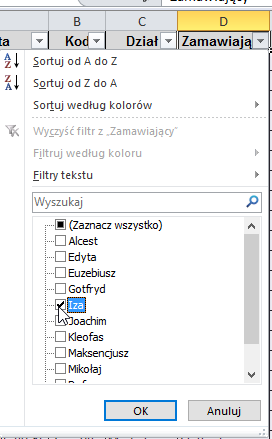 Zamawiający
B C D
ta Kod Dział Zamawiają
A Z Sortuj od A do Z
Z A Sortuj od Z do A
Sortuj według kolorów
Wyczyść filtr z „Zamawiający”
Filtruj według koloru
Filtry tekstu
Wyszukaj
(Zaznacz wszystko)
Alcest
Edyta
Euzebiusz
Gotfryd
Iza
Joachim
Kleofas
Maksencjusz
Mikołaj
OK Anuluj